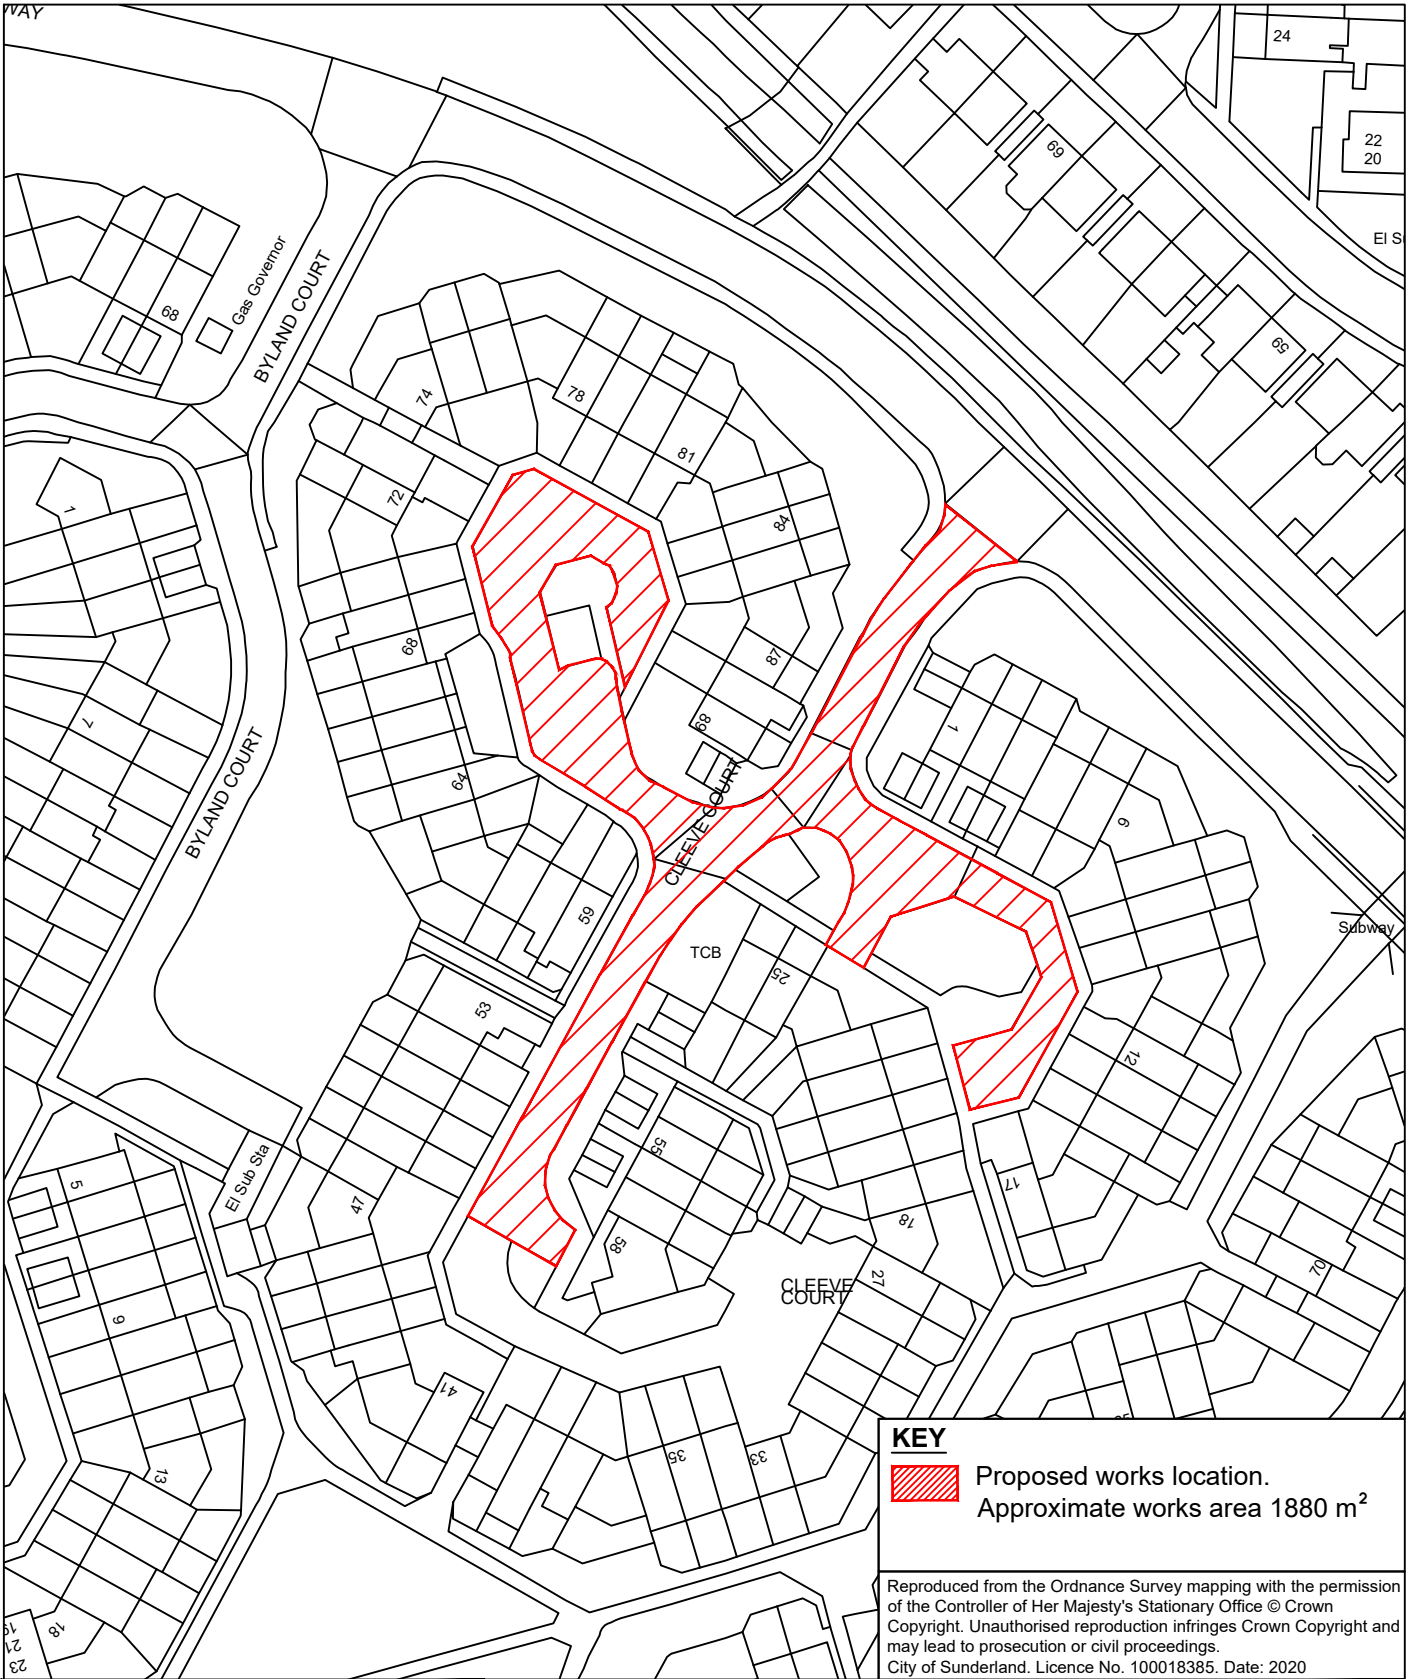 WAY
24
22
20
El S
69
59
Gas Governor
68
BYLAND COURT
74
78
81
72
84
1
68
87
7
BYLAND COURT
64
89
CLEEVE COURT
1
6
59
TCB
25
Subway
53
12
55
El Sub Sta
5
47
17
18
58
27
CLEEVE
COURT
70
9
41
35
33
13
18
19
21
23
KEY
Proposed works location.
Approximate works area 1880 m²
Reproduced from the Ordnance Survey mapping with the permission
of the Controller of Her Majesty's Stationary Office © Crown
Copyright. Unauthorised reproduction infringes Crown Copyright and
may lead to prosecution or civil proceedings.
City of Sunderland. Licence No. 100018385. Date: 2020